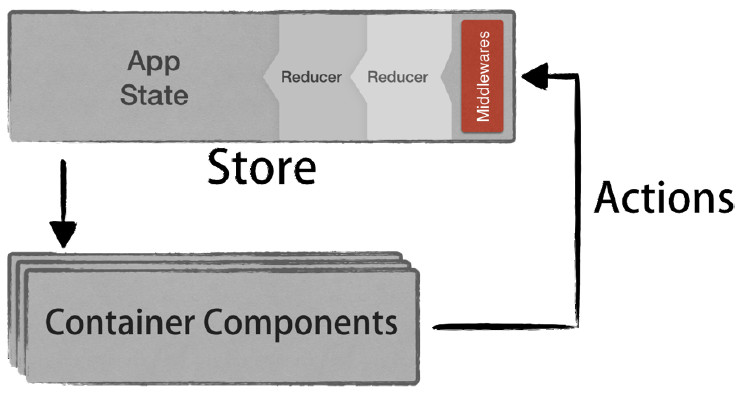 App
State
Reducer
Reducer
Middlewares
Store
Actions
Container Components